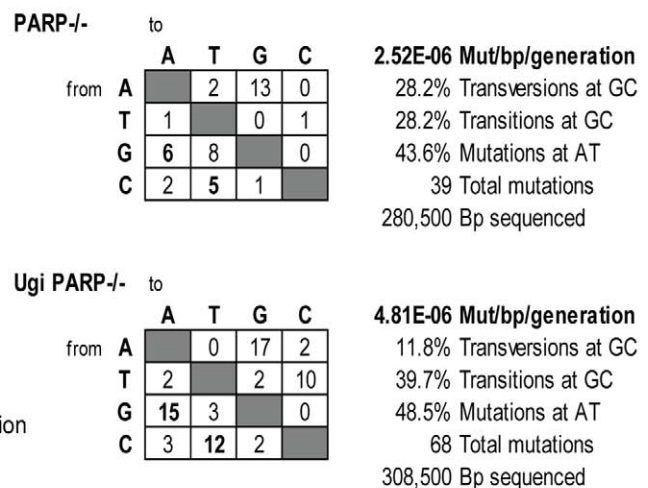 PARP-/- to
A T G C 2.52E-06 Mut/bp/generation
from A 2 13 0 28.2% Transversions at GC
T 1 0 1 28.2% Transitions at GC
G 6 8 0 43.6% Mutations at AT
C 2 5 1 39 Total mutations
280,500 Bp sequenced
Ugi PARP-/- to
A T G C 4.81E-06 Mut/bp/generation
from A 0 17 2 11.8% Transversions at GC
T 2 2 10 39.7% Transitions at GC
G 15 3 0 48.5% Mutations at AT
ion
C 3 12 2 68 Total mutations
308,500 Bp sequenced